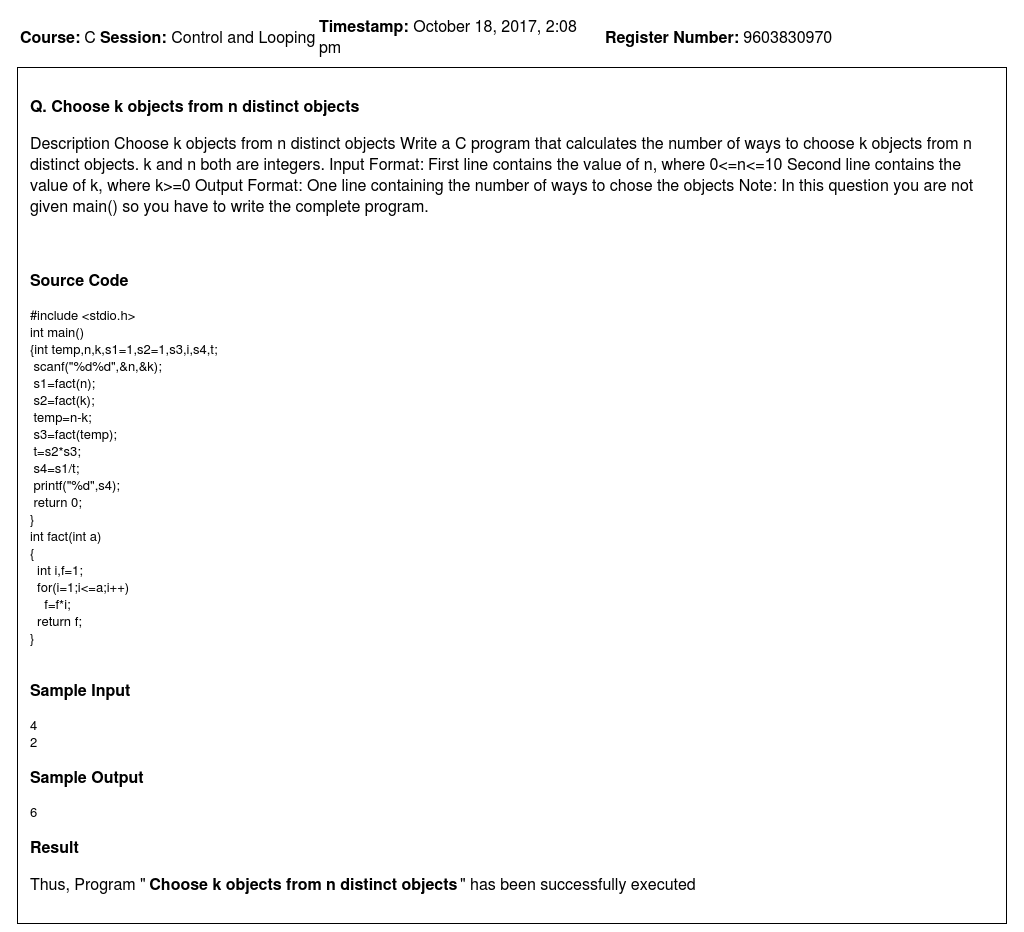 Course: C Session: Control and Looping Timestamp: October 18, 2017, 2:08 pm Register Number: 9603830970
Q. Choose k objects from n distinct objects
Description Choose k objects from n distinct objects Write a C program that calculates the number of ways to choose k objects from n
distinct objects. k and n both are integers. Input Format: First line contains the value of n, where 0<=n<=10 Second line contains the
value of k, where k>=0 Output Format: One line containing the number of ways to chose the objects Note: In this question you are not
given main() so you have to write the complete program.
Source Code
#include <stdio.h>
int main()
{int temp,n,k,s1=1,s2=1,s3,i,s4,t;
 scanf("%d%d",&n,&k);
 s1=fact(n);
 s2=fact(k);
 temp=n-k;
 s3=fact(temp);
 t=s2*s3;
 s4=s1/t;
 printf("%d",s4);
 return 0;
}
int fact(int a)
{
  int i,f=1;
  for(i=1;i<=a;i++)
    f=f*i;
  return f;
}
Sample Input
4
2
Sample Output
6
Result
Thus, Program " Choose k objects from n distinct objects " has been successfully executed